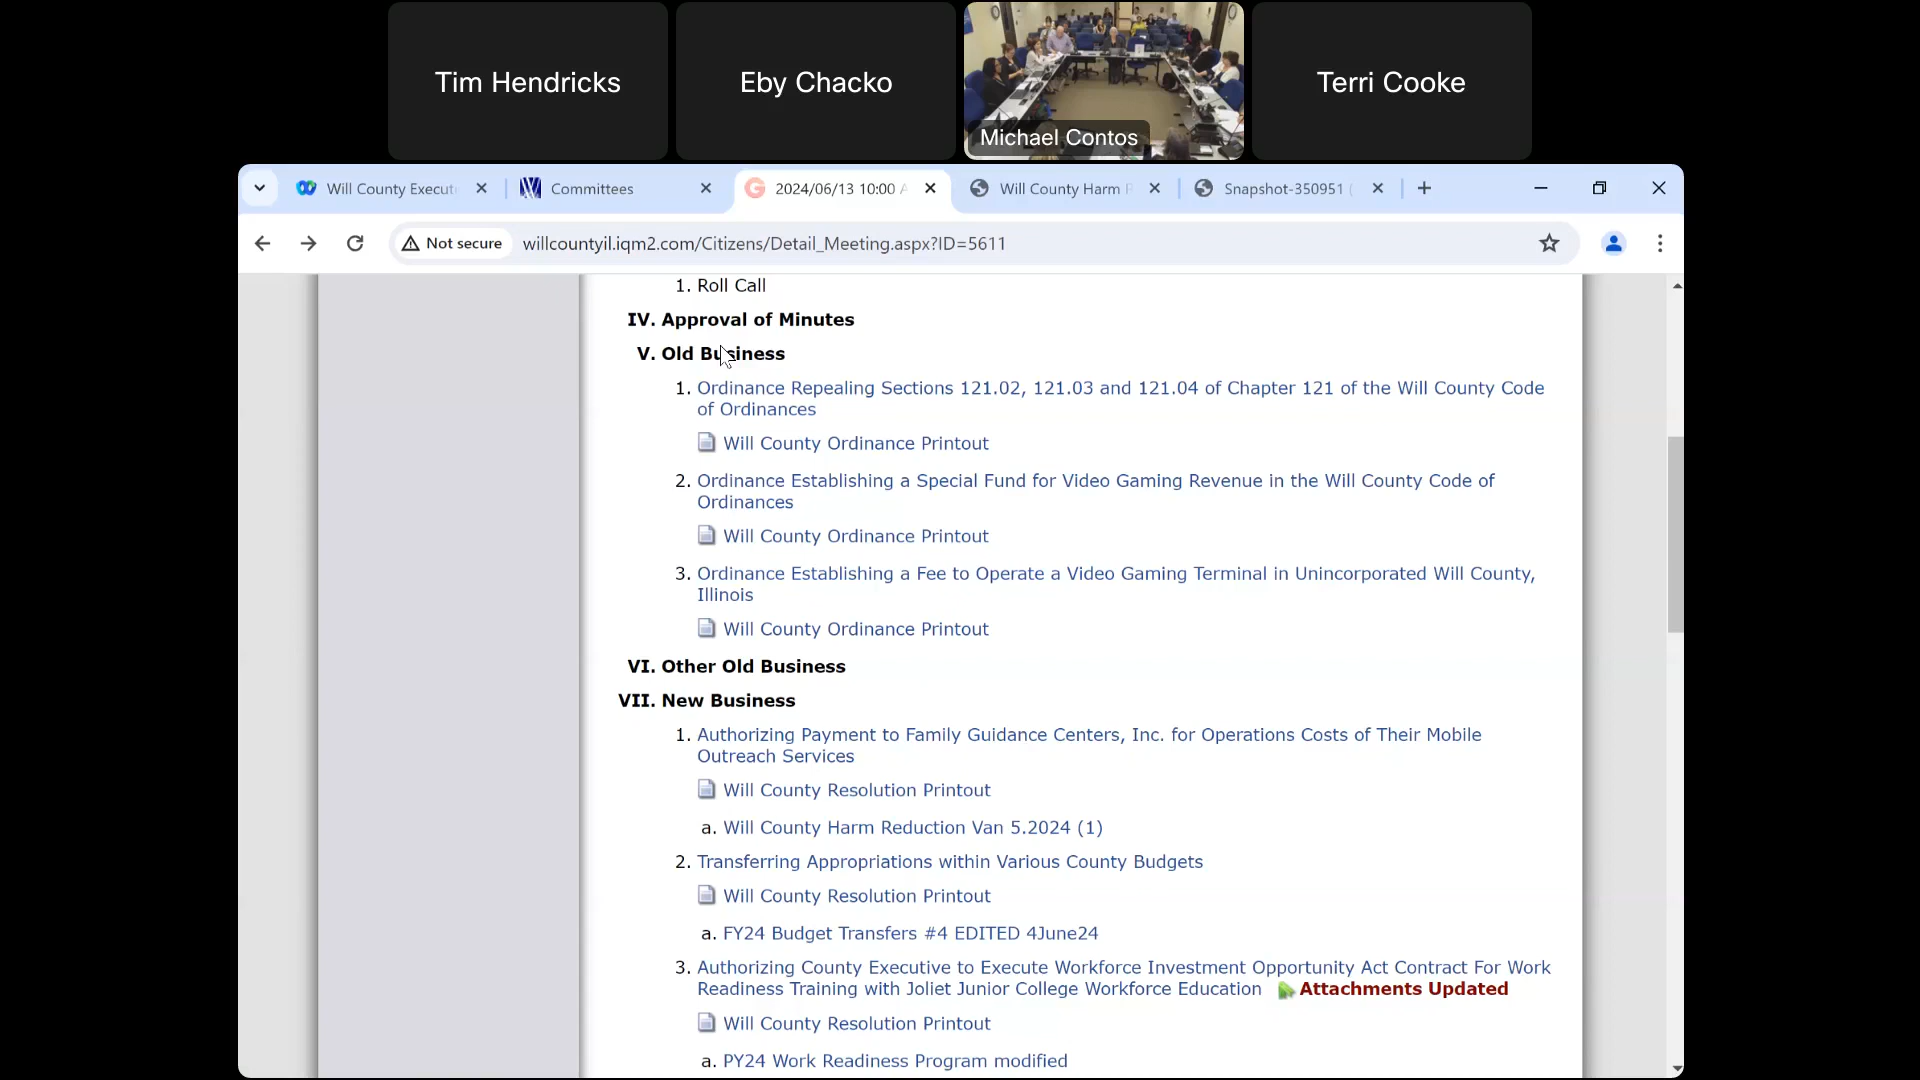 Tim Hendricks
Eby Chacko
Michael Contos
Terri Cooke
Will County Execut
Committees
2024/06/13 10:00 A
Will County Harm R
Snapshot-350951 (
Not secure
willcountyil.iqm2.com/Citizens/Detail_Meeting.aspx?ID=5611
1. Roll Call
IV. Approval of Minutes
V. Old Business
1. Ordinance Repealing Sections 121.02, 121.03 and 121.04 of Chapter 121 of the Will County Code
of Ordinances
Will County Ordinance Printout
2. Ordinance Establishing a Special Fund for Video Gaming Revenue in the Will County Code of
Ordinances
Will County Ordinance Printout
3. Ordinance Establishing a Fee to Operate a Video Gaming Terminal in Unincorporated Will County,
Illinois
Will County Ordinance Printout
VI. Other Old Business
VII. New Business
1. Authorizing Payment to Family Guidance Centers, Inc. for Operations Costs of Their Mobile
Outreach Services
Will County Resolution Printout
a. Will County Harm Reduction Van 5.2024 (1)
2. Transferring Appropriations within Various County Budgets
Will County Resolution Printout
a. FY24 Budget Transfers #4 EDITED 4June24
3. Authorizing County Executive to Execute Workforce Investment Opportunity Act Contract For Work
Readiness Training with Joliet Junior College Workforce Education Attachments Updated
Will County Resolution Printout
a. PY24 Work Readiness Program modified